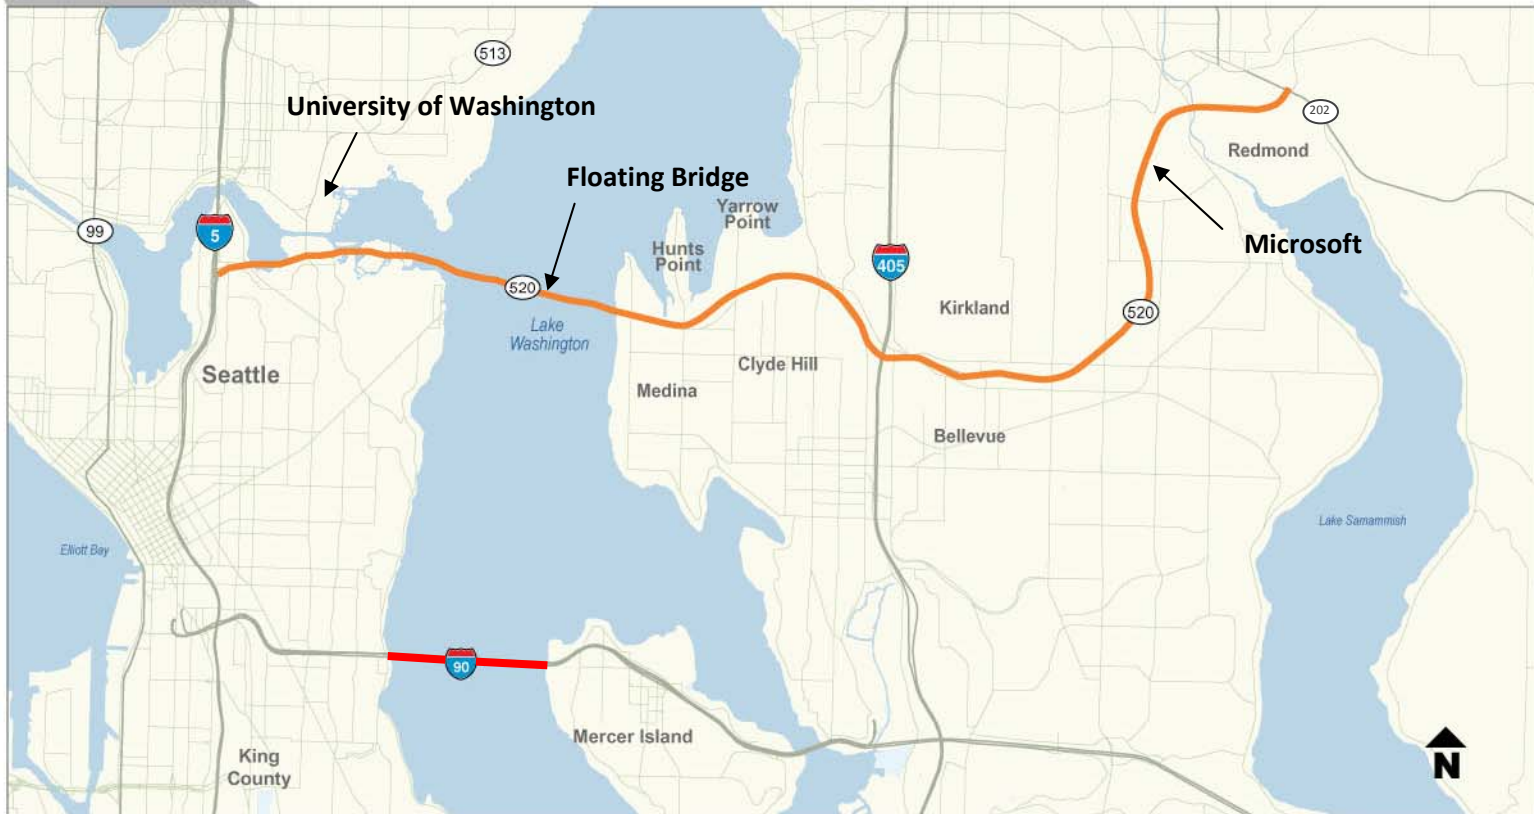 513
University of Washington
202
Redmond
Floating Bridge
Yarrow
Point
99
5
Hunts
Point
Microsoft
405
520
Kirkland
520
Lake
Washington
Seattle
Clyde Hill
Medina
Bellevue
Lake Samammish
Elliott Bay
90
Mercer Island
King
County
N